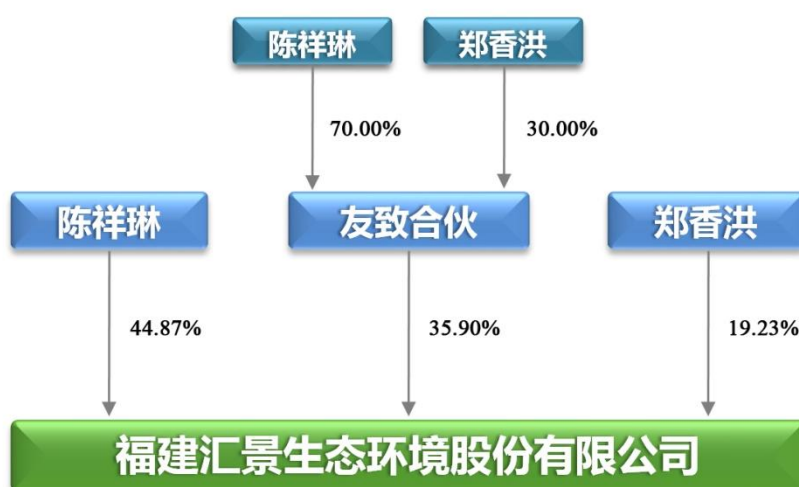 陈祥琳
郑香洪
70.00%
30.00%
陈祥琳
友致合伙
郑香洪
44.87%
35.90%
19.23%
福建汇景生态环境股份有限公司